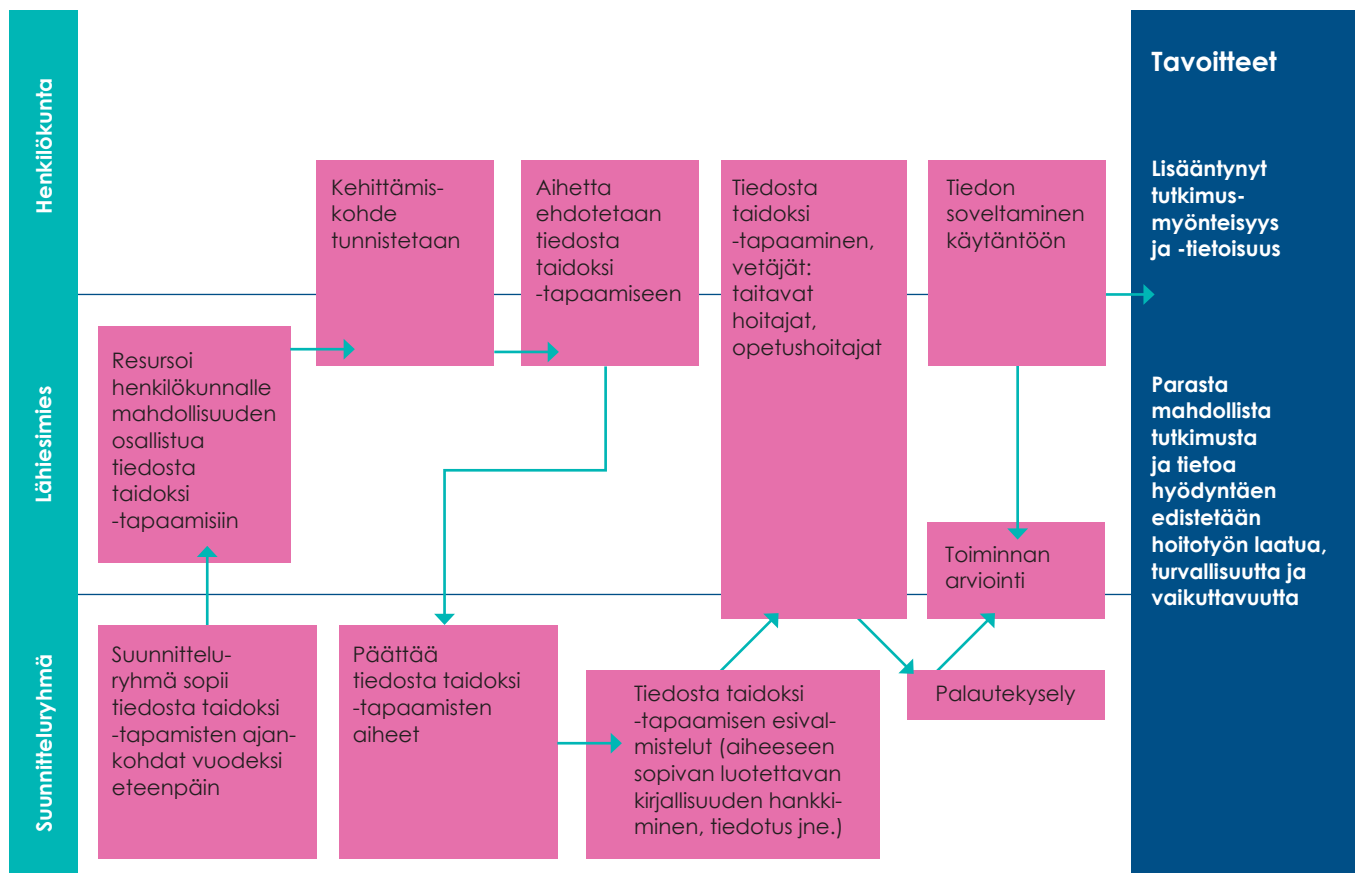 Henkilökunta
Lähiesimies
Suunnitteluryhmä
Suunnittelu-
ryhmä sopii
tiedosta taidoksi
-tapamisten ajan-
kohdat vuodeksi
eteenpäin
Resursoi
henkilökunnalle
mahdollisuuden
osallistua
tiedosta
taidoksi
-tapaamisiin
Kehittämis-
kohde
tunnistetaan
Aihetta
ehdotetaan
tiedosta
taidoksi
-tapaamiseen
Päättää
tiedosta taidoksi
-tapaamisten
aiheet
Tiedosta taidoksi
-tapaamisen esival-
mistelut (aiheeseen
sopivan luotettavan
kirjallisuuden hankki-
minen, tiedotus jne.)
Tiedosta
taidoksi
-tapaaminen,
vetäjät:
taitavat
hoitajat,
opetushoitajat
Palautekysely
Tiedon
soveltaminen
käytäntöön
Toiminnan
arviointi
Tavoitteet
Lisääntynyt
tutkimus-
myönteisyys
ja -tietoisuus
Parasta
mahdollista
tutkimusta
ja tietoa
hyödyntäen
edistetään
hoitotyön laatua,
turvallisuutta ja
vaikuttavuutta